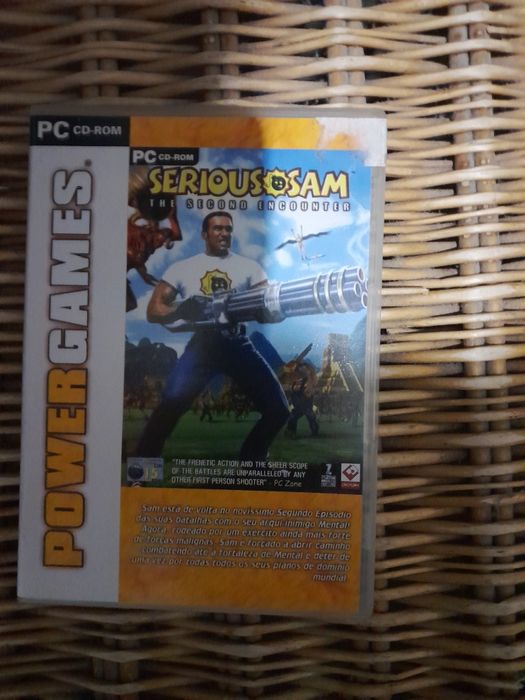 PC CD-ROM
POWERGAMES
PC CD-ROM
SERIOUS SAM
THE SECOND ENCOUNTER
"THE FRENETIC ACTION AND THE SHEER SCOPE
OF THE BATTLES ARE UNPARALLELED BY ANY
OTHER FIRST PERSON SHOOTER" - PC Zone
15
Sam está de volta no novíssimo Segundo Episódio
das suas batalhas com o seu arqui-inimigo Mental!
Agora, rodeado por um exército ainda mais forte
de forças malignas, Sam é forçado a abrir caminho
combatendo até à fortaleza de Mental e deter de
uma vez por todas todos os seus planos de domínio
mundial.